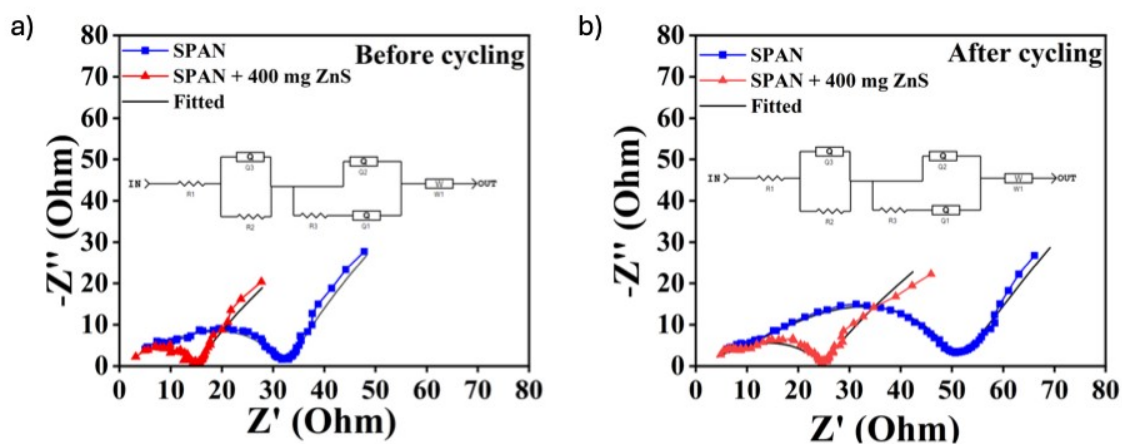 a)
Before cycling
SPAN
SPAN + 400 mg ZnS
Fitted
-Z'' (Ohm)
80
70
60
50
40
30
20
10
0
IN
R1
Q
Q3
R2
Q
Q2
R3
Q
Q1
W
W1
OUT
0 10 20 30 40 50 60 70 80
Z' (Ohm)
b)
After cycling
SPAN
SPAN + 400 mg ZnS
Fitted
-Z'' (Ohm)
80
70
60
50
40
30
20
10
0
IN
R1
Q
Q3
R2
Q
Q2
R3
Q
Q1
W
W1
OUT
0 10 20 30 40 50 60 70 80
Z' (Ohm)